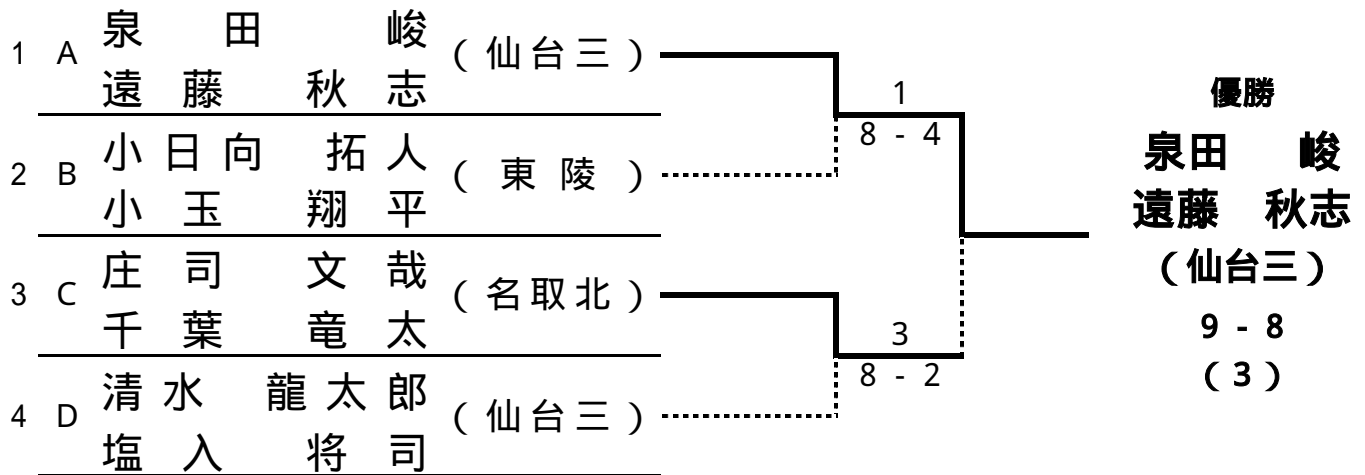 1 A 泉 田 峻 (仙台三)
遠 藤 秋 志
1
8 - 4
2 B 小日向 拓人 (東 陵)
小 玉 翔 平
3 C 庄 司 文 哉 (名取北)
千 葉 竜 太
3
8 - 2
4 D 清水 龍太郎 (仙台三)
塩 入 将 司
優勝
泉田 峻
遠藤 秋志
(仙台三)
9 - 8
(3)